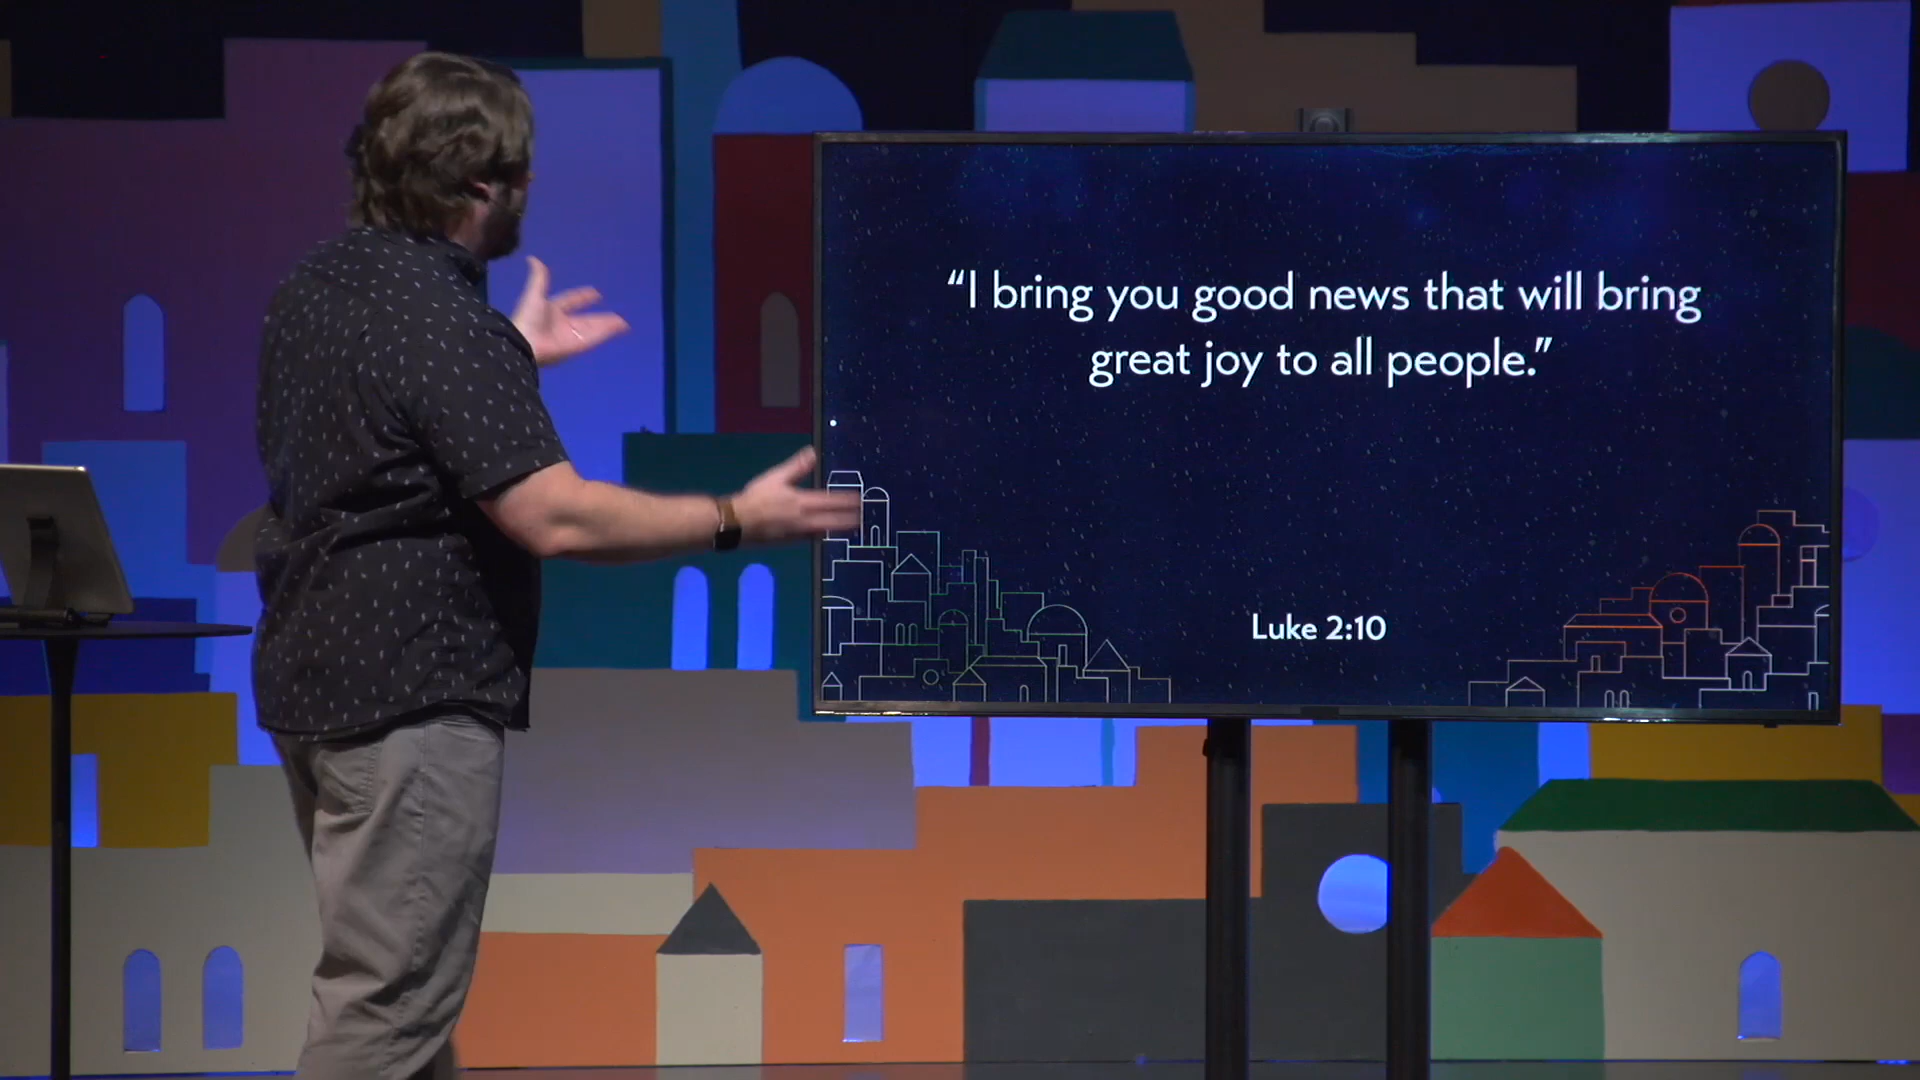 “I bring you good news that will bring
great joy to all people.”
Luke 2:10